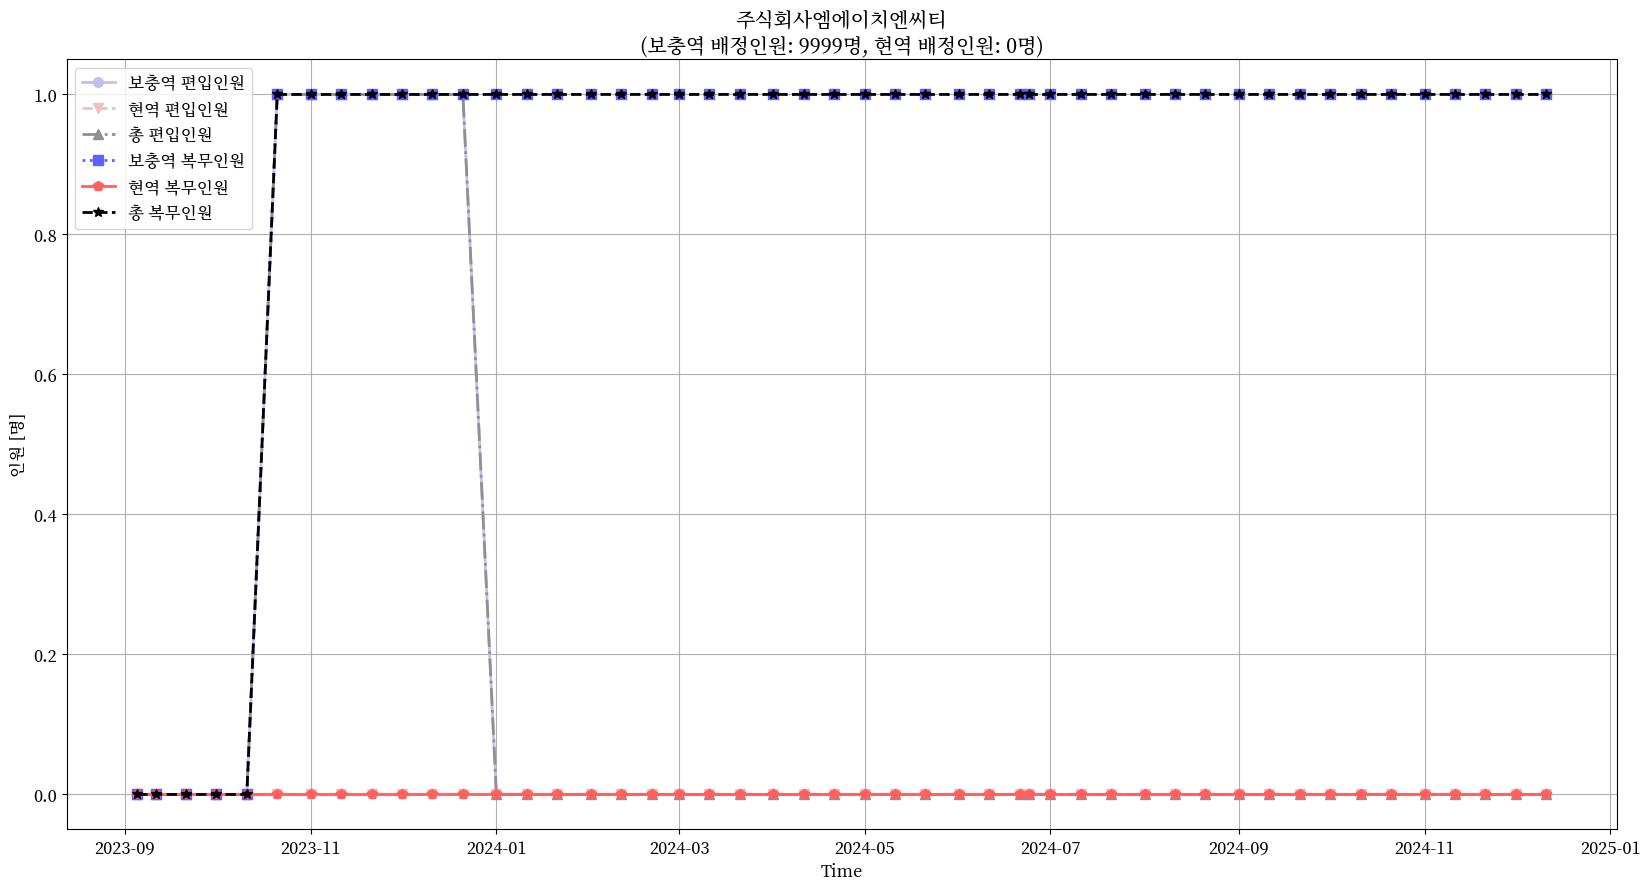 주식회사엠에이치엔씨티
(보충역 배정인원: 9999명, 현역 배정인원: 0명)
보충역 편입인원
현역 편입인원
총 편입인원
보충역 복무인원
현역 복무인원
총 복무인원
1.0
0.8
0.6
0.4
0.2
0.0
인원 [명]
2023-09
2023-11
2024-01
2024-03
2024-05
2024-07
2024-09
2024-11
2025-01
Time